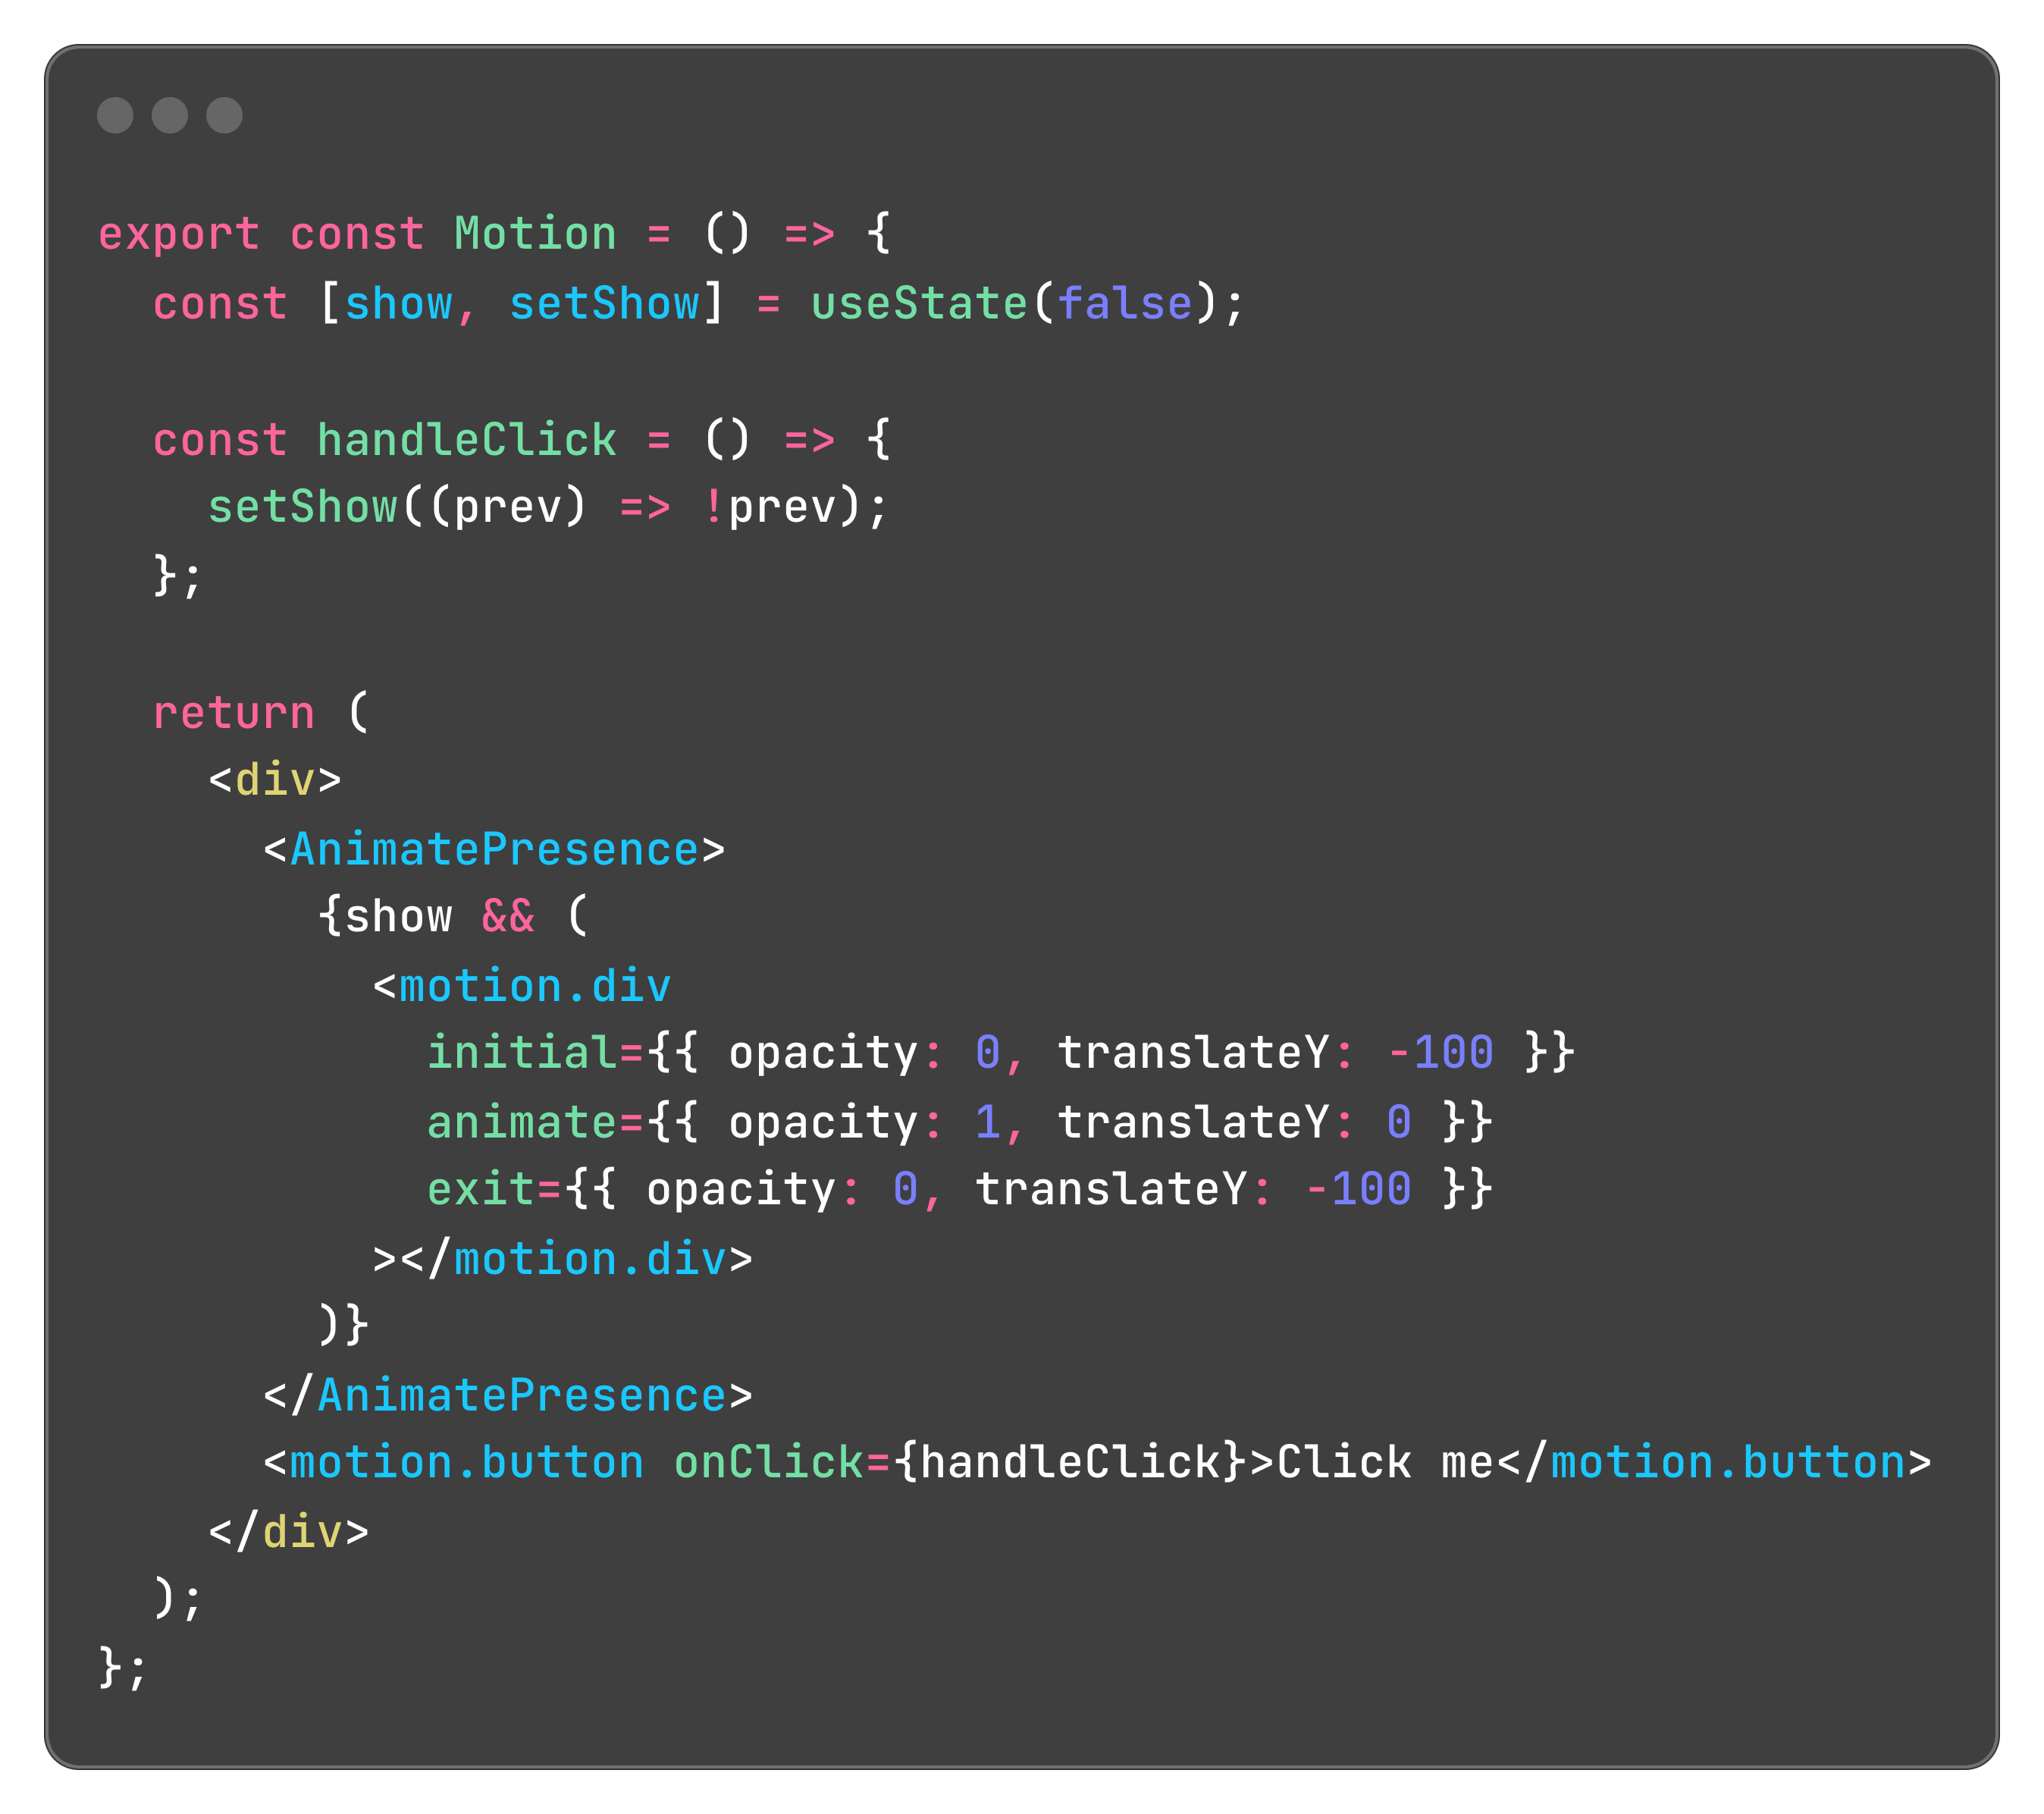 export const Motion = () => {
  const [show, setShow] = useState(false);

  const handleClick = () => {
    setShow((prev) => !prev);
  };

  return (
    <div>
      <AnimatePresence>
        {show && (
          <motion.div
            initial={{ opacity: 0, translateY: -100 }}
            animate={{ opacity: 1, translateY: 0 }}
            exit={{ opacity: 0, translateY: -100 }}
          ></motion.div>
        )}
      </AnimatePresence>
      <motion.button onClick={handleClick}>Click me</motion.button>
    </div>
  );
};